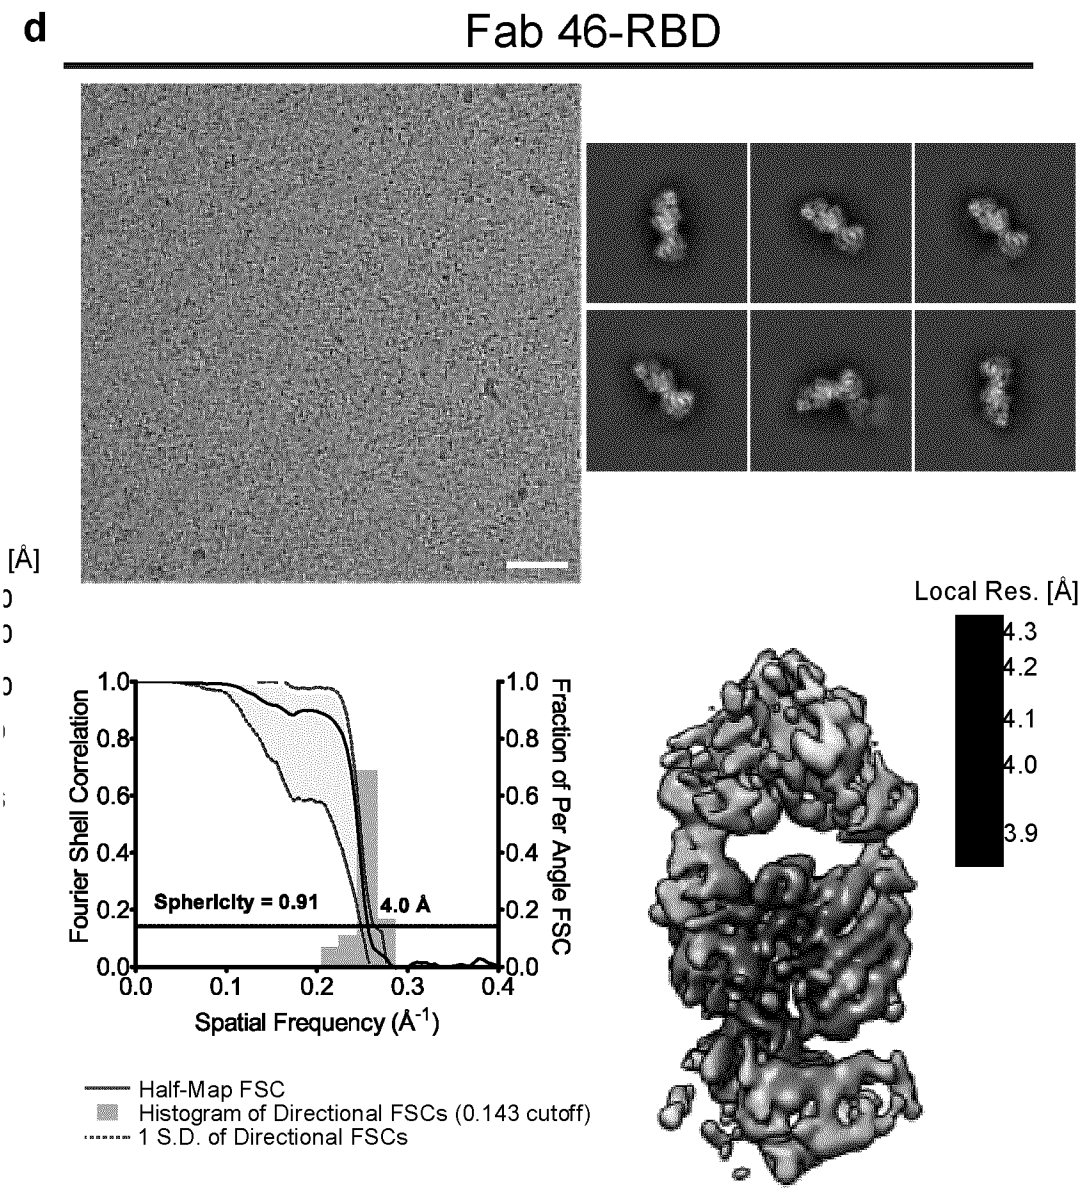 d
Fab 46-RBD
[Å]
Local Res. [Å]
4.3
4.2
4.1
4.0
3.9
1.0
0.8
0.6
0.4
0.2
0.0
Fourier Shell Correlation
Sphericity = 0.91
4.0 Å
1.0
0.8
0.6
0.4
0.2
0.0
Fraction of Per Angle FSC
0.0 0.1 0.2 0.3 0.4
Spatial Frequency (Å⁻¹)
Half-Map FSC
Histogram of Directional FSCs (0.143 cutoff)
1 S.D. of Directional FSCs